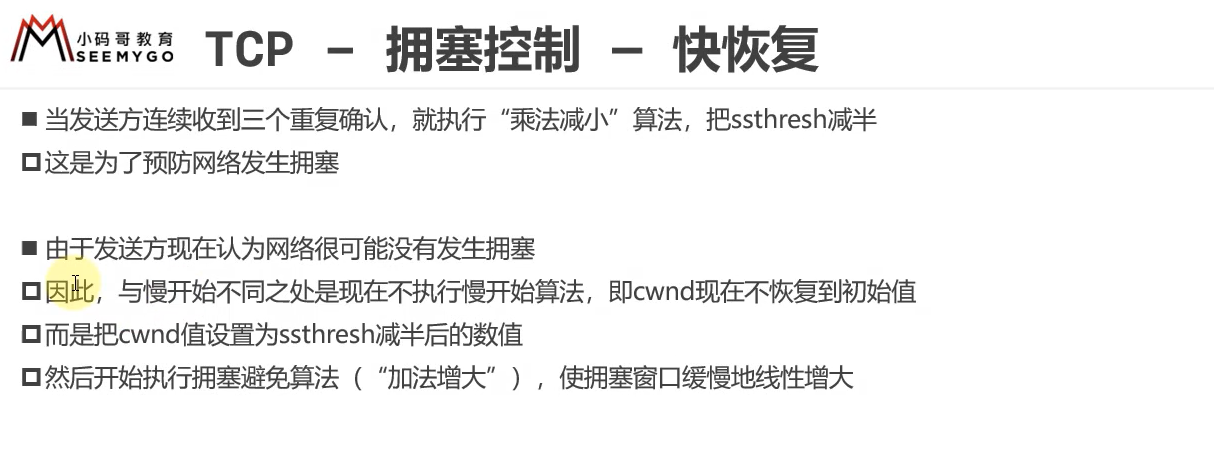 小码哥教育
SEEMYGO
TCP - 拥塞控制 - 快恢复
当发送方连续收到三个重复确认，就执行“乘法减小”算法，把ssthresh减半
这是为了预防网络发生拥塞
由于发送方现在认为网络很可能没有发生拥塞
因此，与慢开始不同之处是现在不执行慢开始算法，即cwnd现在不恢复到初始值
而是把cwnd值设置为ssthresh减半后的数值
然后开始执行拥塞避免算法（“加法增大”），使拥塞窗口缓慢地线性增大